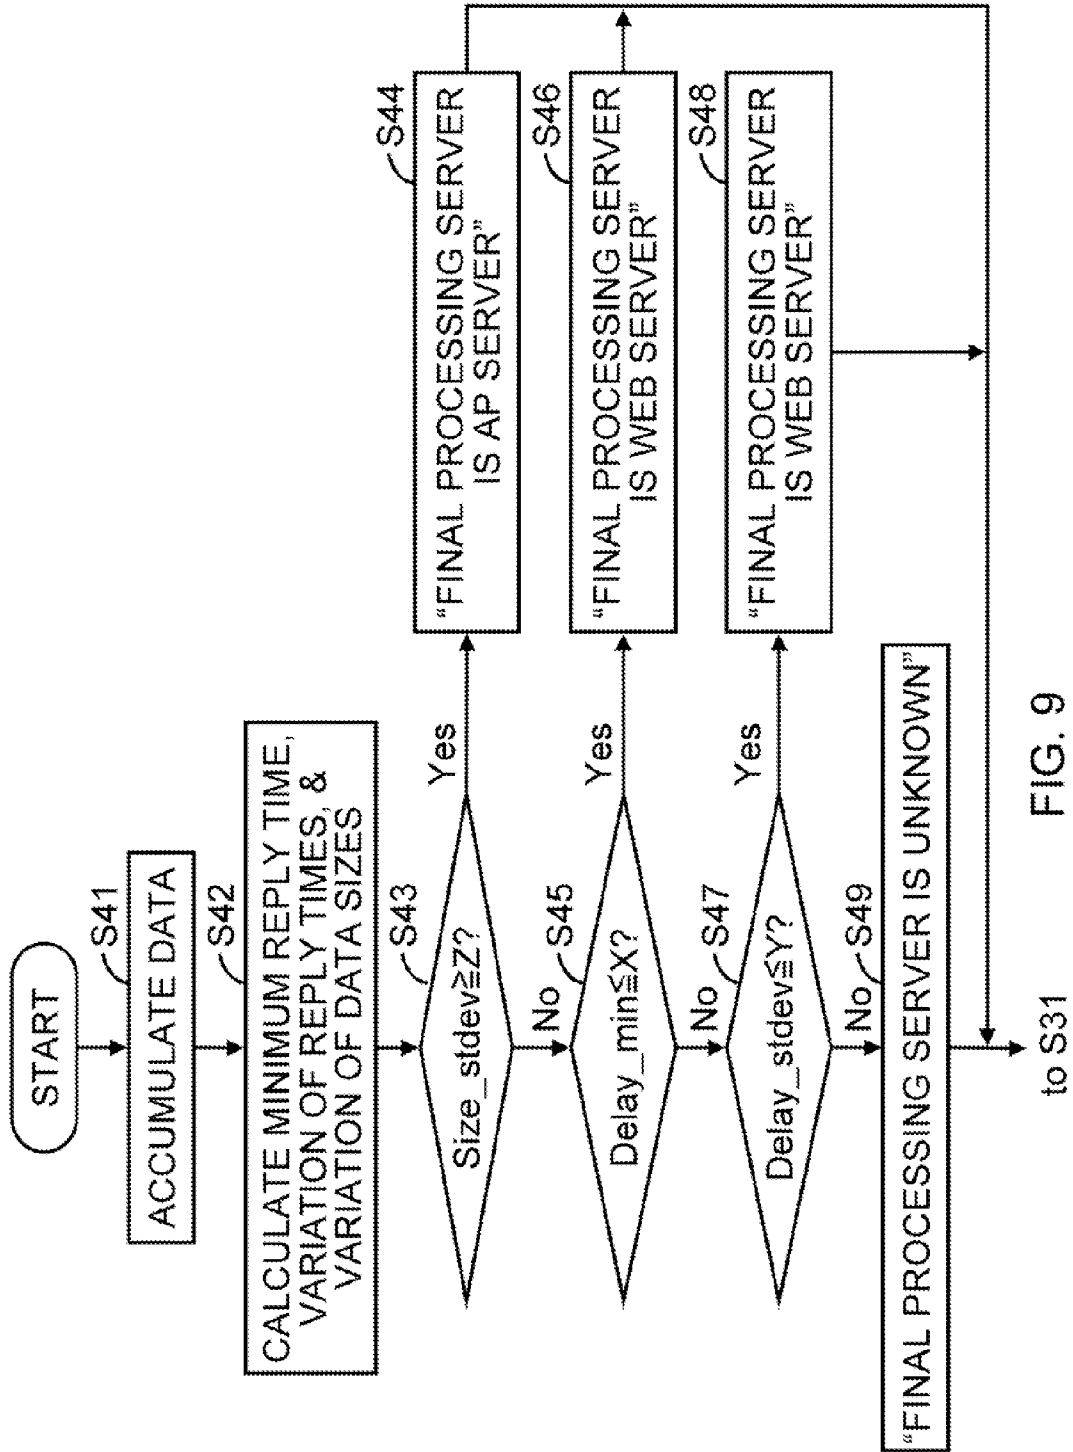 START
S41
ACCUMULATE DATA
S42
CALCULATE MINIMUM REPLY TIME,
VARIATION OF REPLY TIMES, &
VARIATION OF DATA SIZES
S43
Size_stdev≧Z?
Yes
S44
“FINAL PROCESSING SERVER
IS AP SERVER”
No
S45
Delay_min≦X?
Yes
S46
“FINAL PROCESSING SERVER
IS WEB SERVER”
No
S47
Delay_stdev≦Y?
Yes
S48
“FINAL PROCESSING SERVER
IS WEB SERVER”
No
S49
“FINAL PROCESSING SERVER IS UNKNOWN”
to S31
FIG. 9